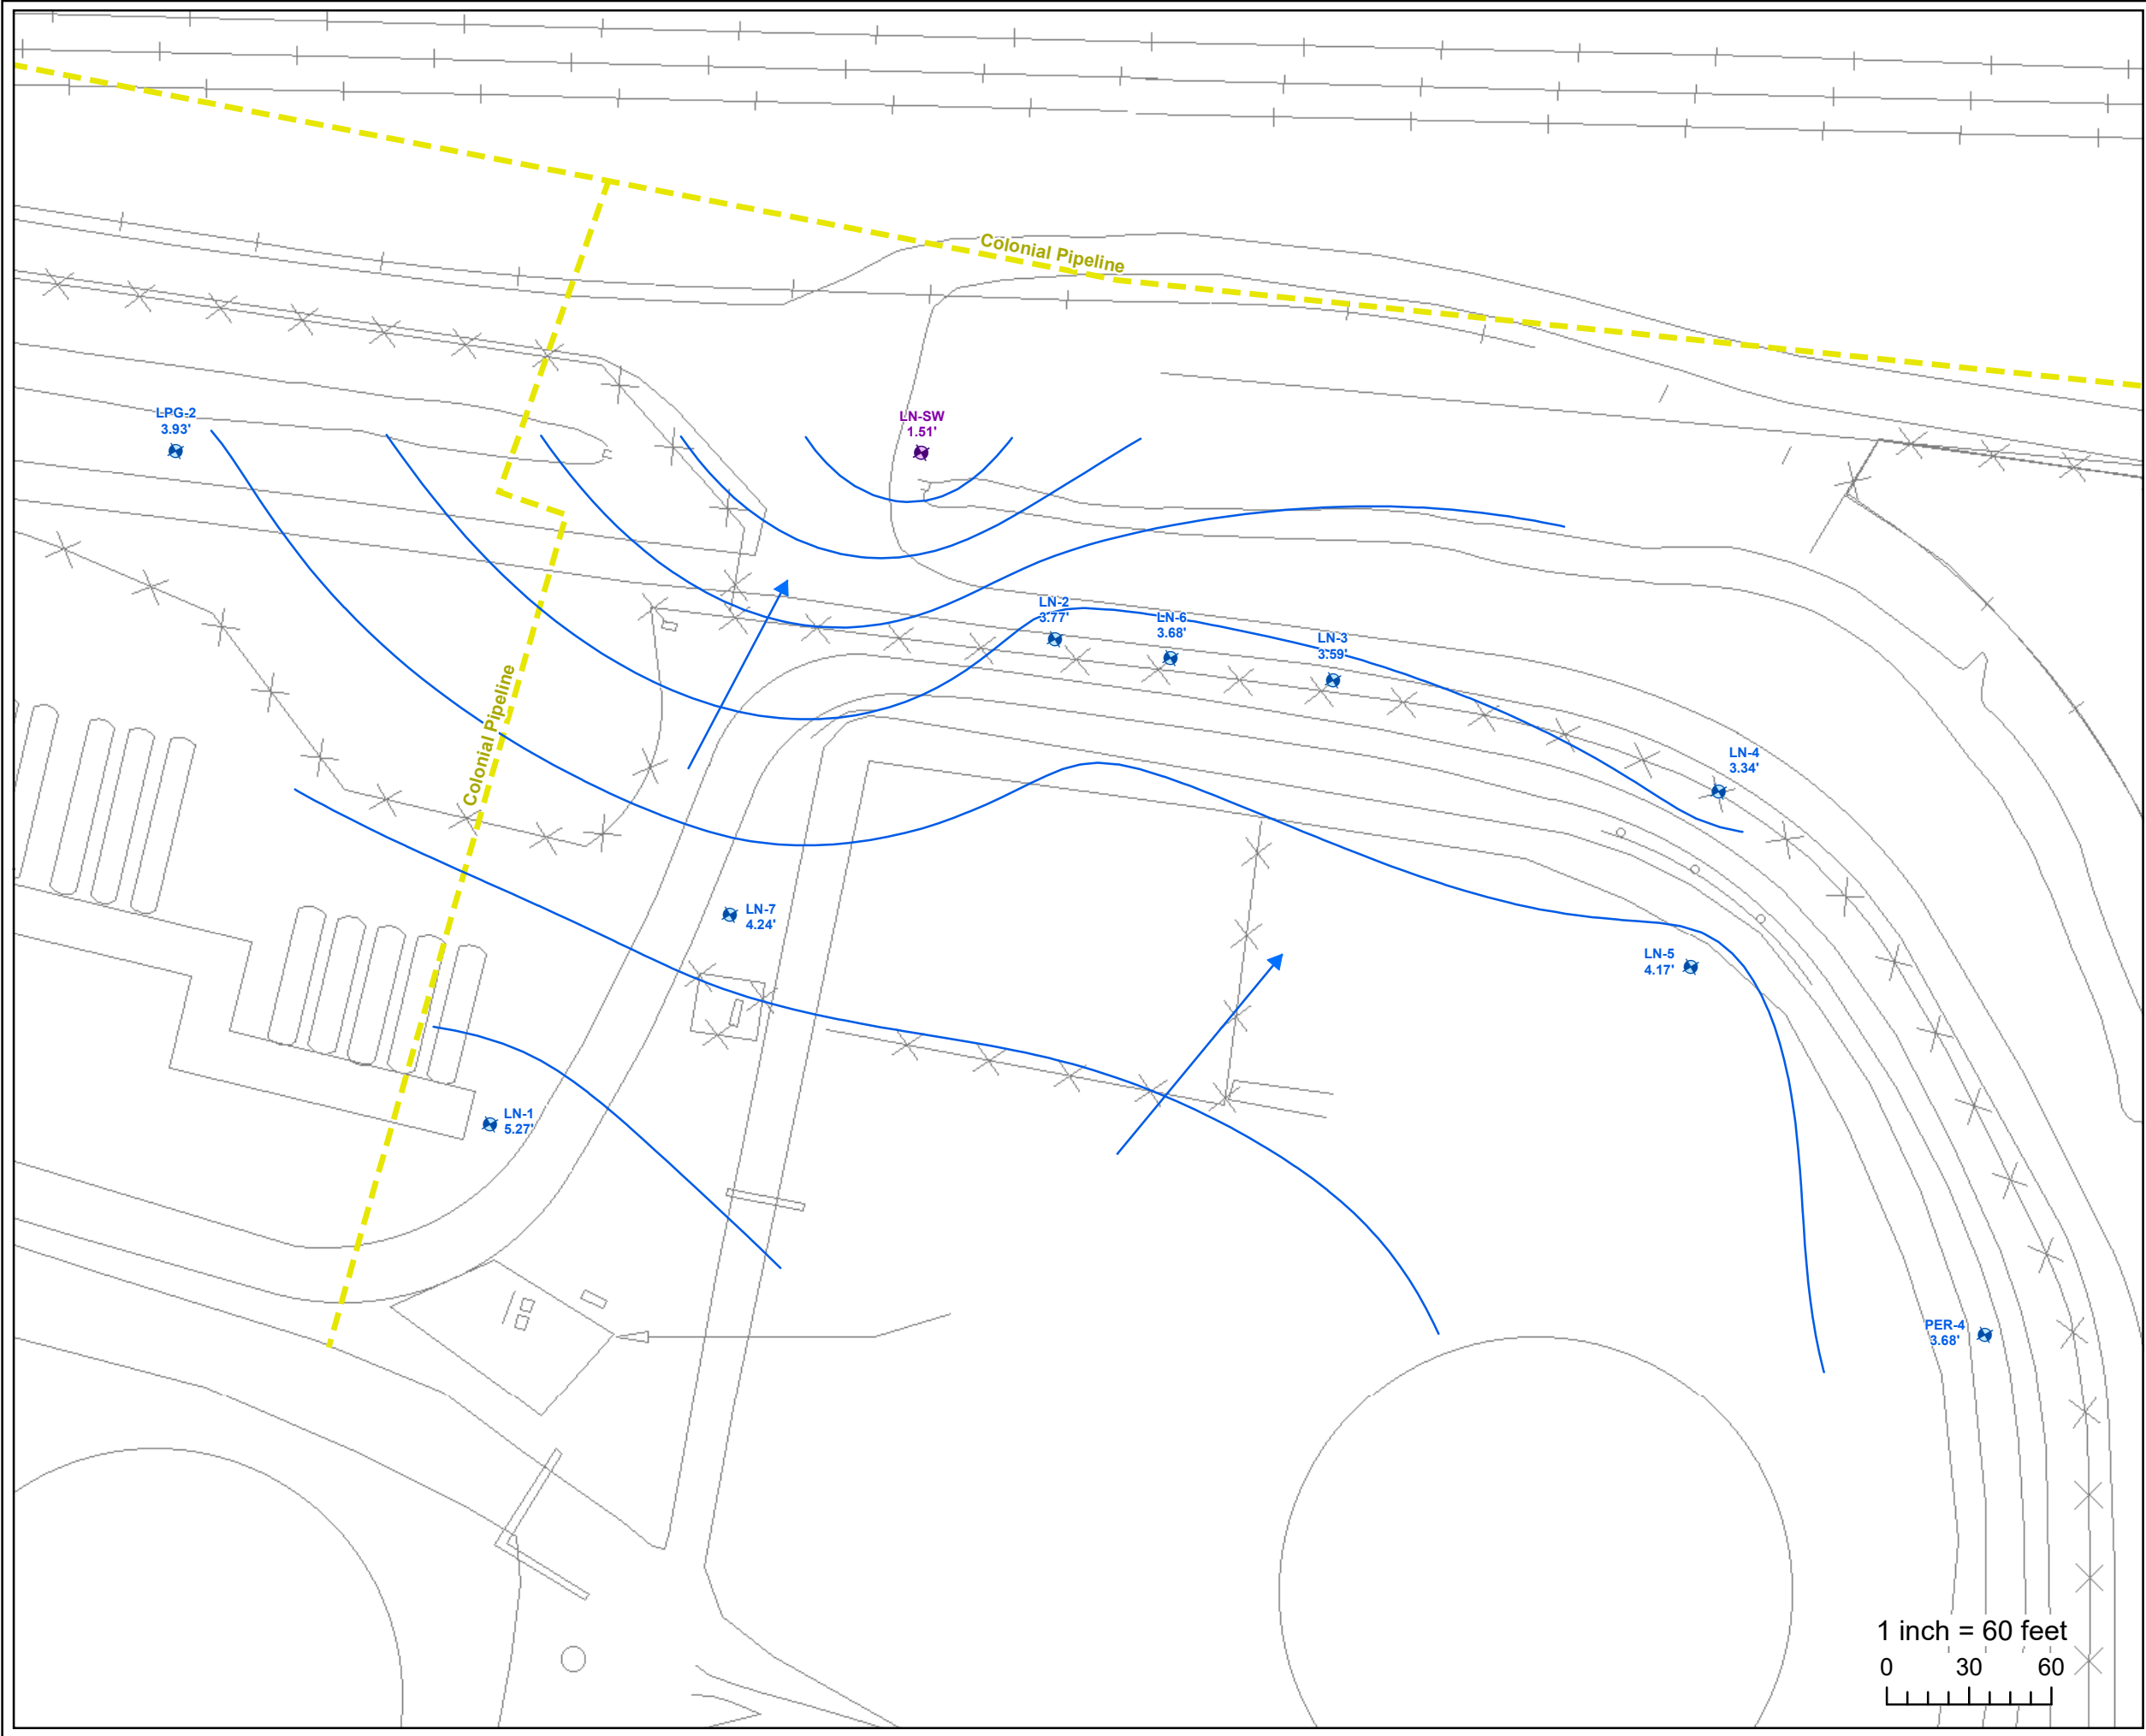 Colonial Pipeline
LPG-2
3.93'
LN-SW
1.51'
LN-2
3.77'
LN-6
3.68'
LN-3
3.59'
Colonial Pipeline
LN-4
3.34'
LN-7
4.24'
LN-5
4.17'
LN-1
5.27'
PER-4
3.68'
1 inch = 60 feet
0 30 60